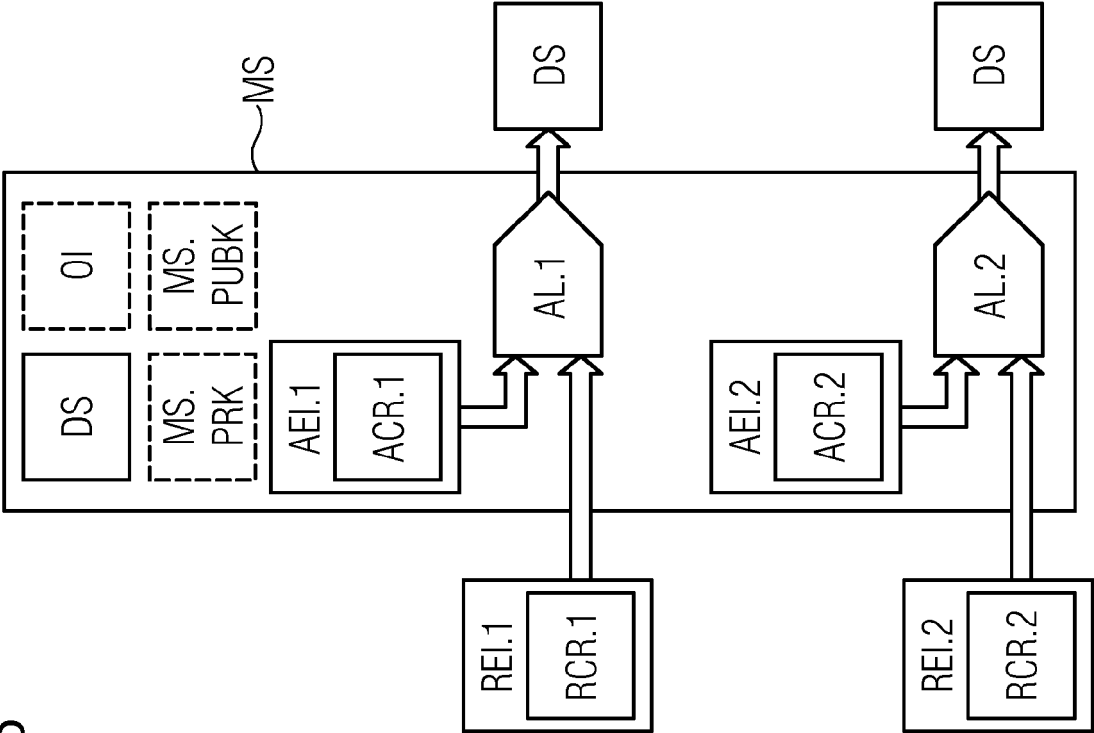 REI.2
RCR.2
REI.1
RCR.1
AEI.2
ACR.2
AEI.1
ACR.1
MS.
PRK
DS
AL.2
AL.1
MS.
PUBK
OI
MS
DS
DS